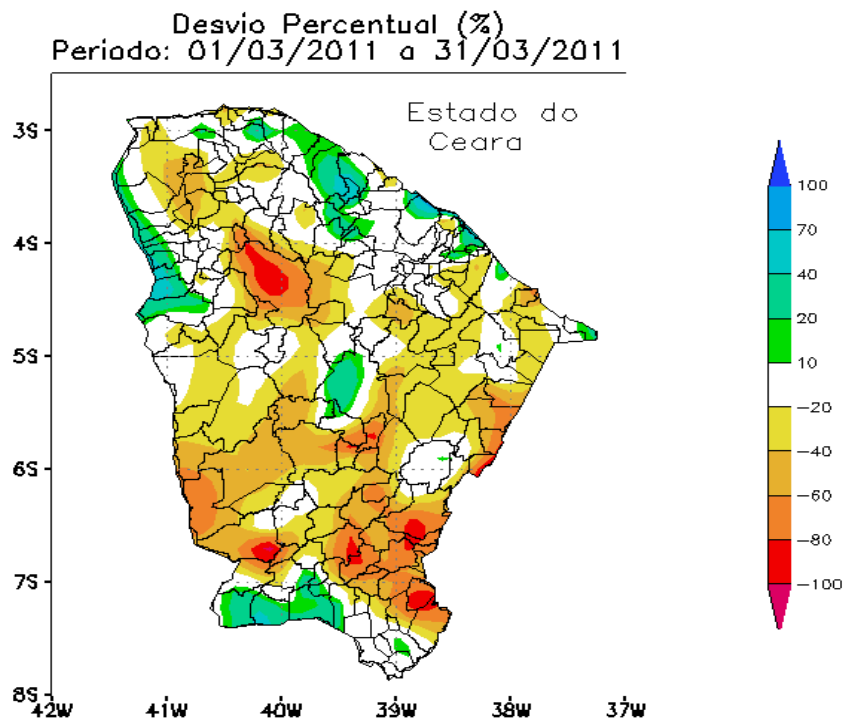 Desvio Percentual (%)
Periodo: 01/03/2011 a 31/03/2011
Estado do
Ceara
3S
4S
5S
6S
7S
8S
42W 41W 40W 39W 38W 37W
100
70
40
20
10
-20
-40
-60
-80
-100